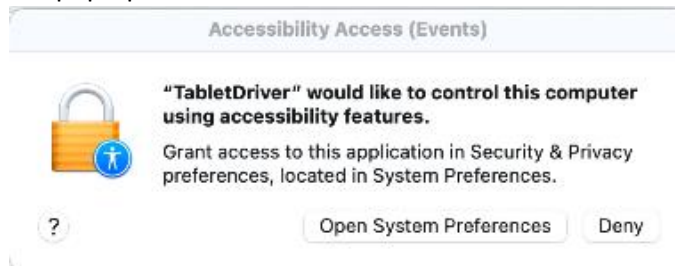 Accessibility Access (Events)
"TabletDriver" would like to control this computer
using accessibility features.
Grant access to this application in Security & Privacy
preferences, located in System Preferences.
?
Open System Preferences
Deny